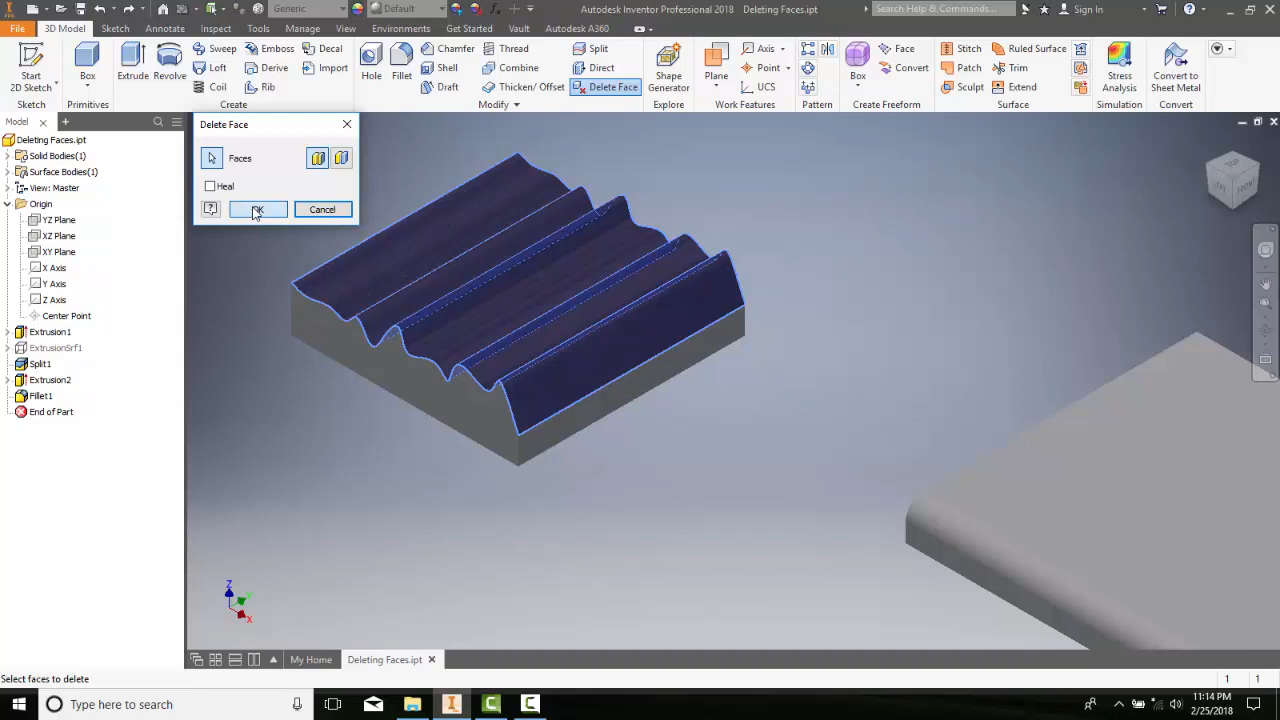 Generic
Default
Autodesk Inventor Professional 2018
Deleting Faces.ipt
Search Help & Commands...
Sign In
File
3D Model
Sketch
Annotate
Inspect
Tools
Manage
View
Environments
Get Started
Vault
Autodesk A360
Start
2D Sketch
Box
Extrude
Revolve
Sweep
Loft
Coil
Emboss
Derive
Rib
Decal
Import
Hole
Fillet
Chamfer
Shell
Draft
Thread
Combine
Thicken/ Offset
Split
Direct
Delete Face
Shape
Generator
Plane
Axis
Point
UCS
Box
Face
Convert
Stitch
Patch
Sculpt
Ruled Surface
Trim
Extend
Stress
Analysis
Convert to
Sheet Metal
Sketch
Primitives
Create
Modify
Explore
Work Features
Pattern
Create Freeform
Surface
Simulation
Convert
Model
Deleting Faces.ipt
Solid Bodies(1)
Surface Bodies(1)
View: Master
Origin
YZ Plane
XZ Plane
XY Plane
X Axis
Y Axis
Z Axis
Center Point
Extrusion1
ExtrusionSrf1
Split1
Extrusion2
Fillet1
End of Part
Delete Face
Faces
Heal
Cancel
LEFT
FRONT
Z
X
My Home
Deleting Faces.ipt
Select faces to delete
1
1
Type here to search
11:14 PM
2/25/2018